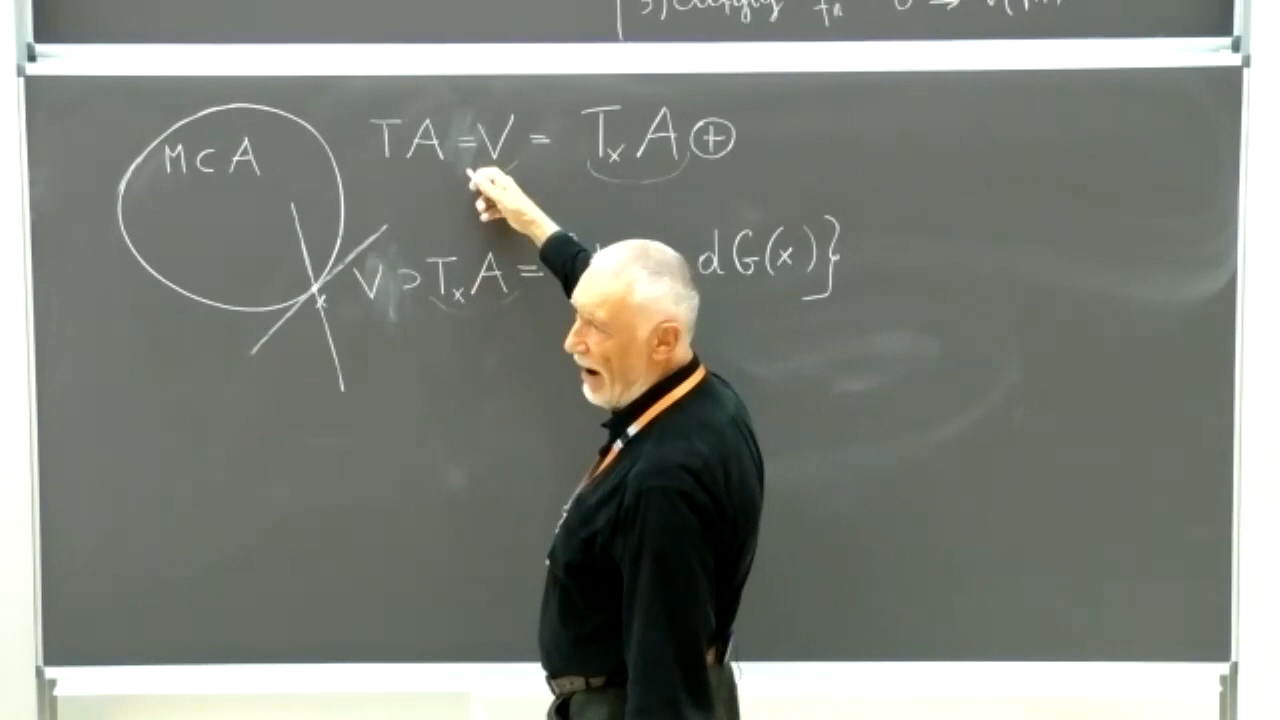 M ⊂ A
TA = V = TₓA ⊕
V ⊃ TₓA = dG(x)}
x